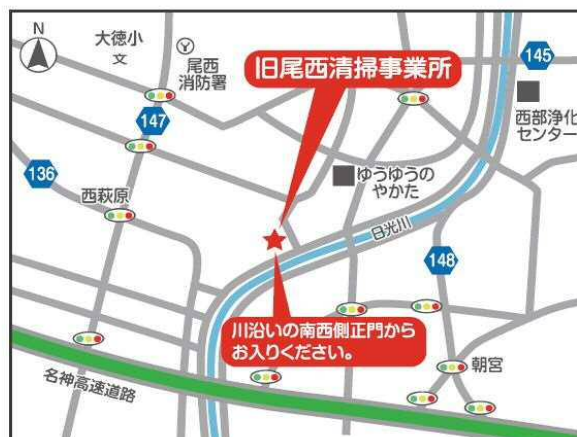 N
大徳小
文
Y
尾西
消防署
旧尾西清掃事業所
145
西部浄化
センター
147
136
ゆうゆうの
やかた
西萩原
日光川
148
川沿いの南西側正門から
お入りください。
朝宮
名神高速道路